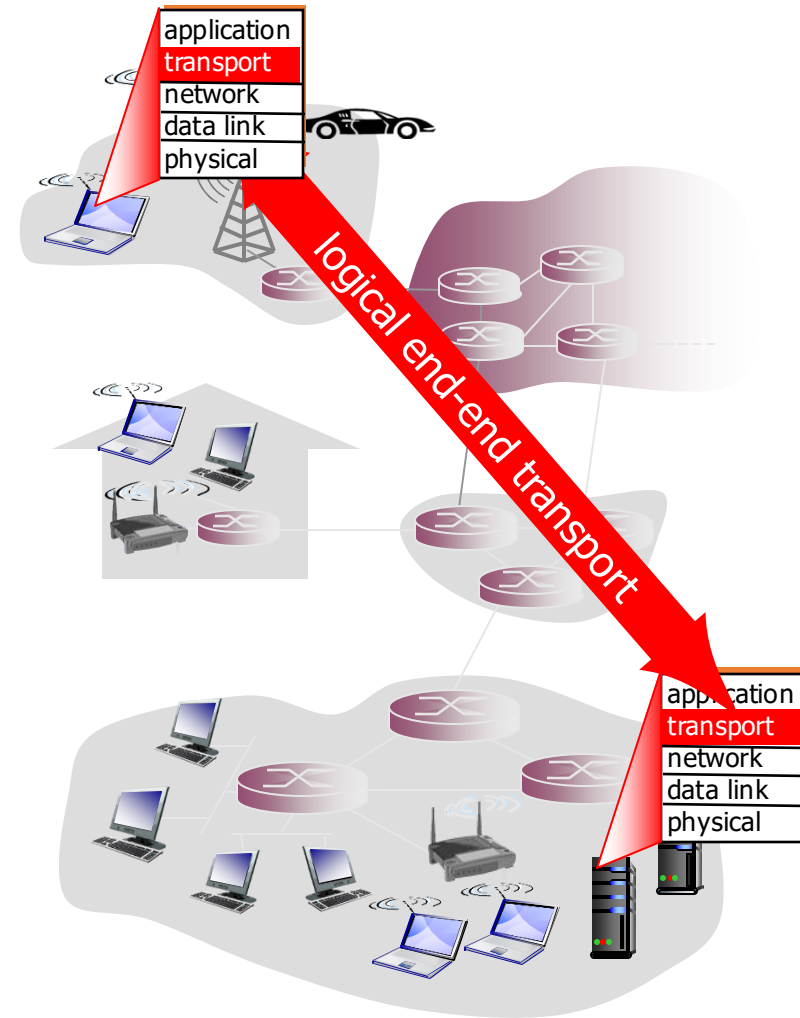 application
transport
network
data link
physical
logical end-end transport
application
transport
network
data link
physical